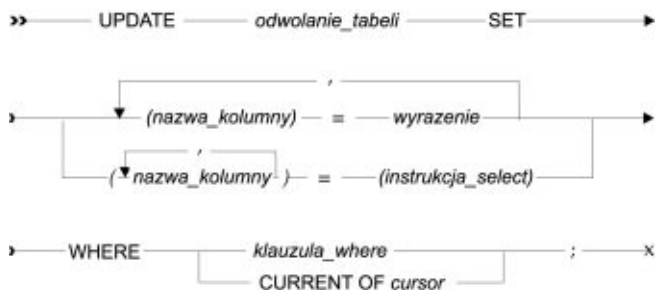 UPDATE odwolanie_tabeli SET
,
(nazwa_kolumny) = wyrazenie
,
( nazwa_kolumny ) = (instrukcja_select)
WHERE klauzula_where ; x
CURRENT OF cursor